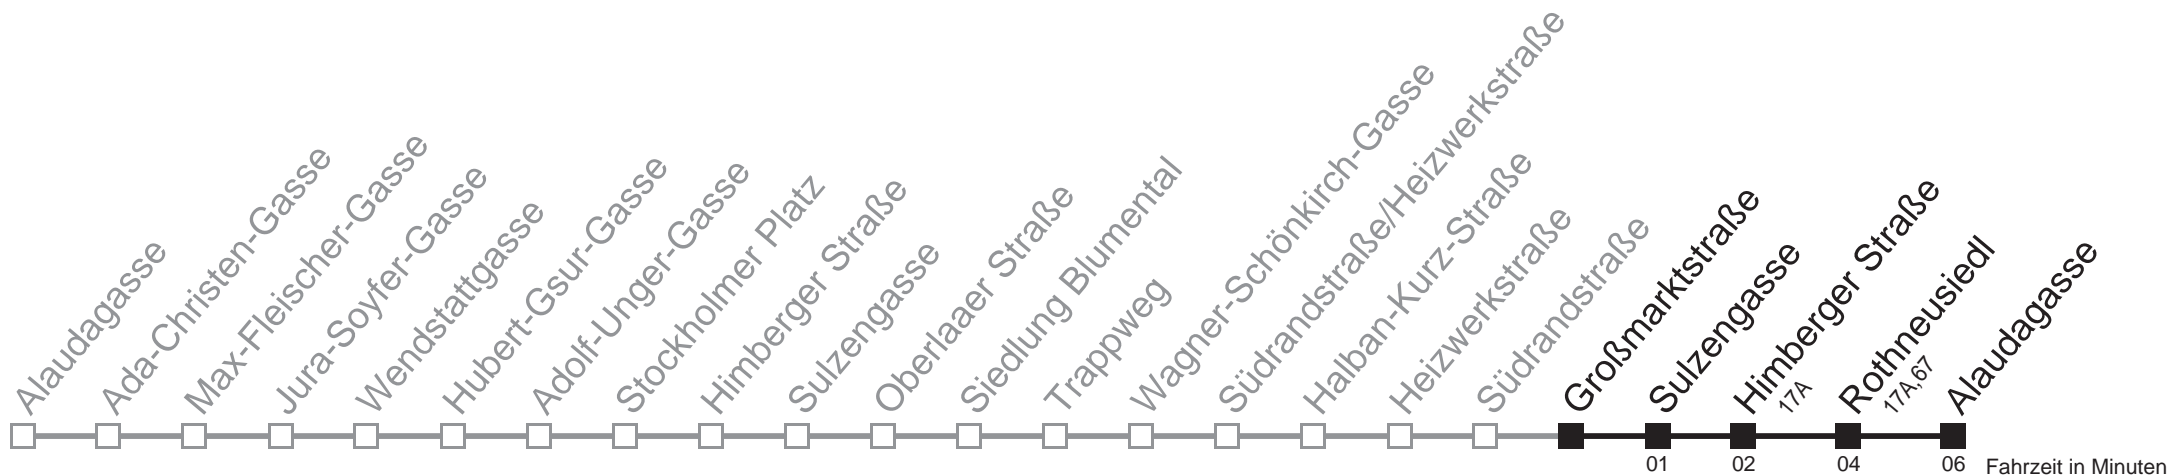 Alaudagasse
Ada-Christen-Gasse
Max-Fleischer-Gasse
Jura-Soyfer-Gasse
Wendstattgasse
Hubert-Gsur-Gasse
Adolf-Unger-Gasse
Stockholmer Platz
Himberger Straße
Sulzengasse
Oberlaaer Straße
Siedlung Blumental
Trappweg
Wagner-Schönkirch-Gasse
Südrandstraße/Heizwerkstraße
Halban-Kurz-Straße
Heizwerkstraße
Südrandstraße
Großmarktstraße
Sulzengasse
Himberger Straße
17A
Rothneusiedl
17A,67
Alaudagasse
01 02 04 06 Fahrzeit in Minuten